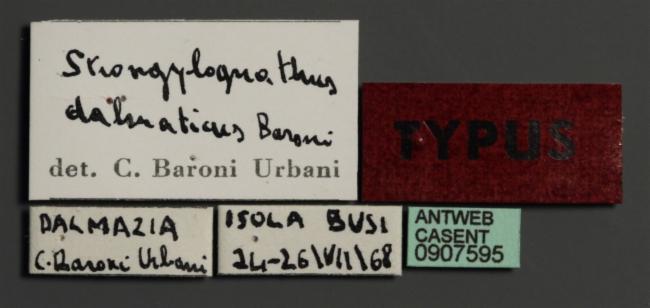 Strongylognathus
dalmaticus Baroni
det. C. Baroni Urbani
TYPUS
DALMAZIA
C. Baroni Urbani
ISOLA BUSI
24-26\VII\68
ANTWEB
CASENT
0907595